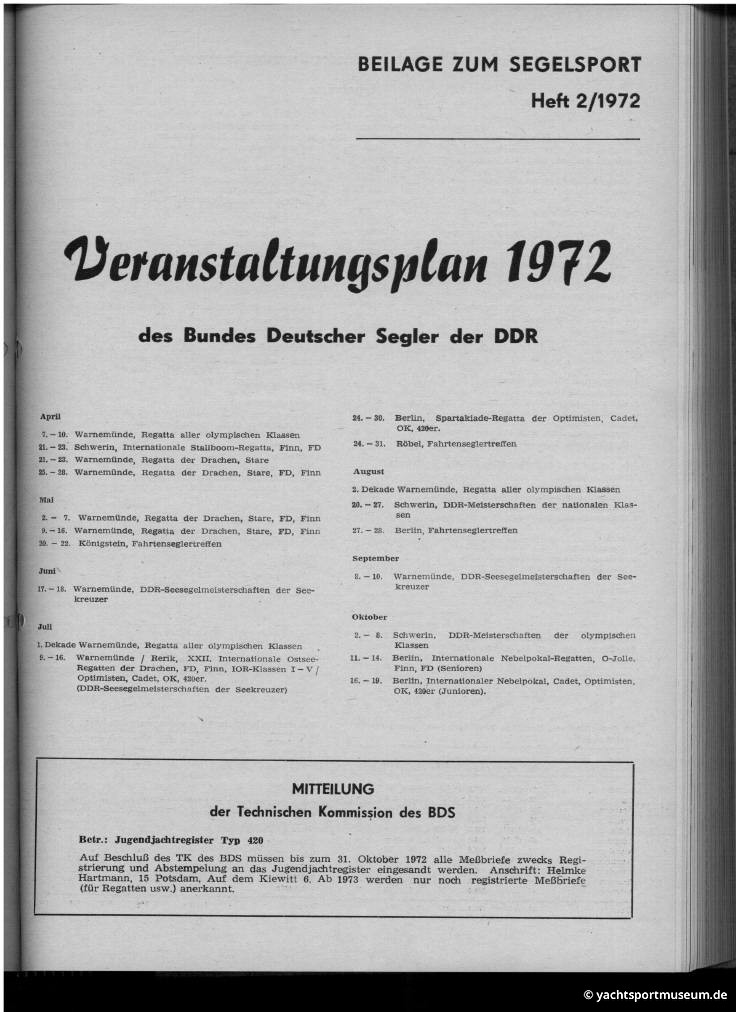 BEILAGE ZUM SEGELSPORT
Heft 2/1972
Veranstaltungsplan 1972
des Bundes Deutscher Segler der DDR
April
7. – 10. Warnemünde, Regatta aller olympischen Klassen
21. – 23. Schwerin, Internationale Stallboom-Regatta, Finn, FD
21. – 23. Warnemünde, Regatta der Drachen, Stare
25. – 28. Warnemünde, Regatta der Drachen, Stare, FD, Finn
Mai
2. – 7. Warnemünde, Regatta der Drachen, Stare, FD, Finn
9. – 16. Warnemünde, Regatta der Drachen, Stare, FD, Finn
20. – 22. Königstein, Fahrtenseglertreffen
Juni
17. – 18. Warnemünde, DDR-Seesegelmeisterschaften der See-
kreuzer
Juli
1. Dekade Warnemünde, Regatta aller olympischen Klassen
9. – 16. Warnemünde / Rerik, XXII. Internationale Ostsee-
Regatten der Drachen, FD, Finn, IOR-Klassen I – V /
Optimisten, Cadet, OK, 420er.
(DDR-Seesegelmeisterschaften der Seekreuzer)
24. – 30. Berlin, Spartakiade-Regatta der Optimisten, Cadet,
OK, 420er.
24. – 31. Röbel, Fahrtenseglertreffen
August
2. Dekade Warnemünde, Regatta aller olympischen Klassen
20. – 27. Schwerin, DDR-Meisterschaften der nationalen Klas-
sen
27. – 28. Berlin, Fahrtenseglertreffen
September
8. – 10. Warnemünde, DDR-Seesegelmeisterschaften der See-
kreuzer
Oktober
2. – 8. Schwerin, DDR-Meisterschaften der olympischen
Klassen
11. – 14. Berlin, Internationale Nebelpokal-Regatten, O-Jolle,
Finn, FD (Senioren)
16. – 19. Berlin, Internationaler Nebelpokal, Cadet, Optimisten,
OK, 420er (Junioren).
MITTEILUNG
der Technischen Kommission des BDS
Betr.: Jugendjachtregister Typ 420
Auf Beschluß des TK des BDS müssen bis zum 31. Oktober 1972 alle Meßbriefe zwecks Regi-
strierung und Abstempelung an das Jugendjachtregister eingesandt werden. Anschrift: Helmke
Hartmann, 15 Potsdam, Auf dem Kiewitt 6. Ab 1973 werden nur noch registrierte Meßbriefe
(für Regatten usw.) anerkannt.
© yachtsportmuseum.de